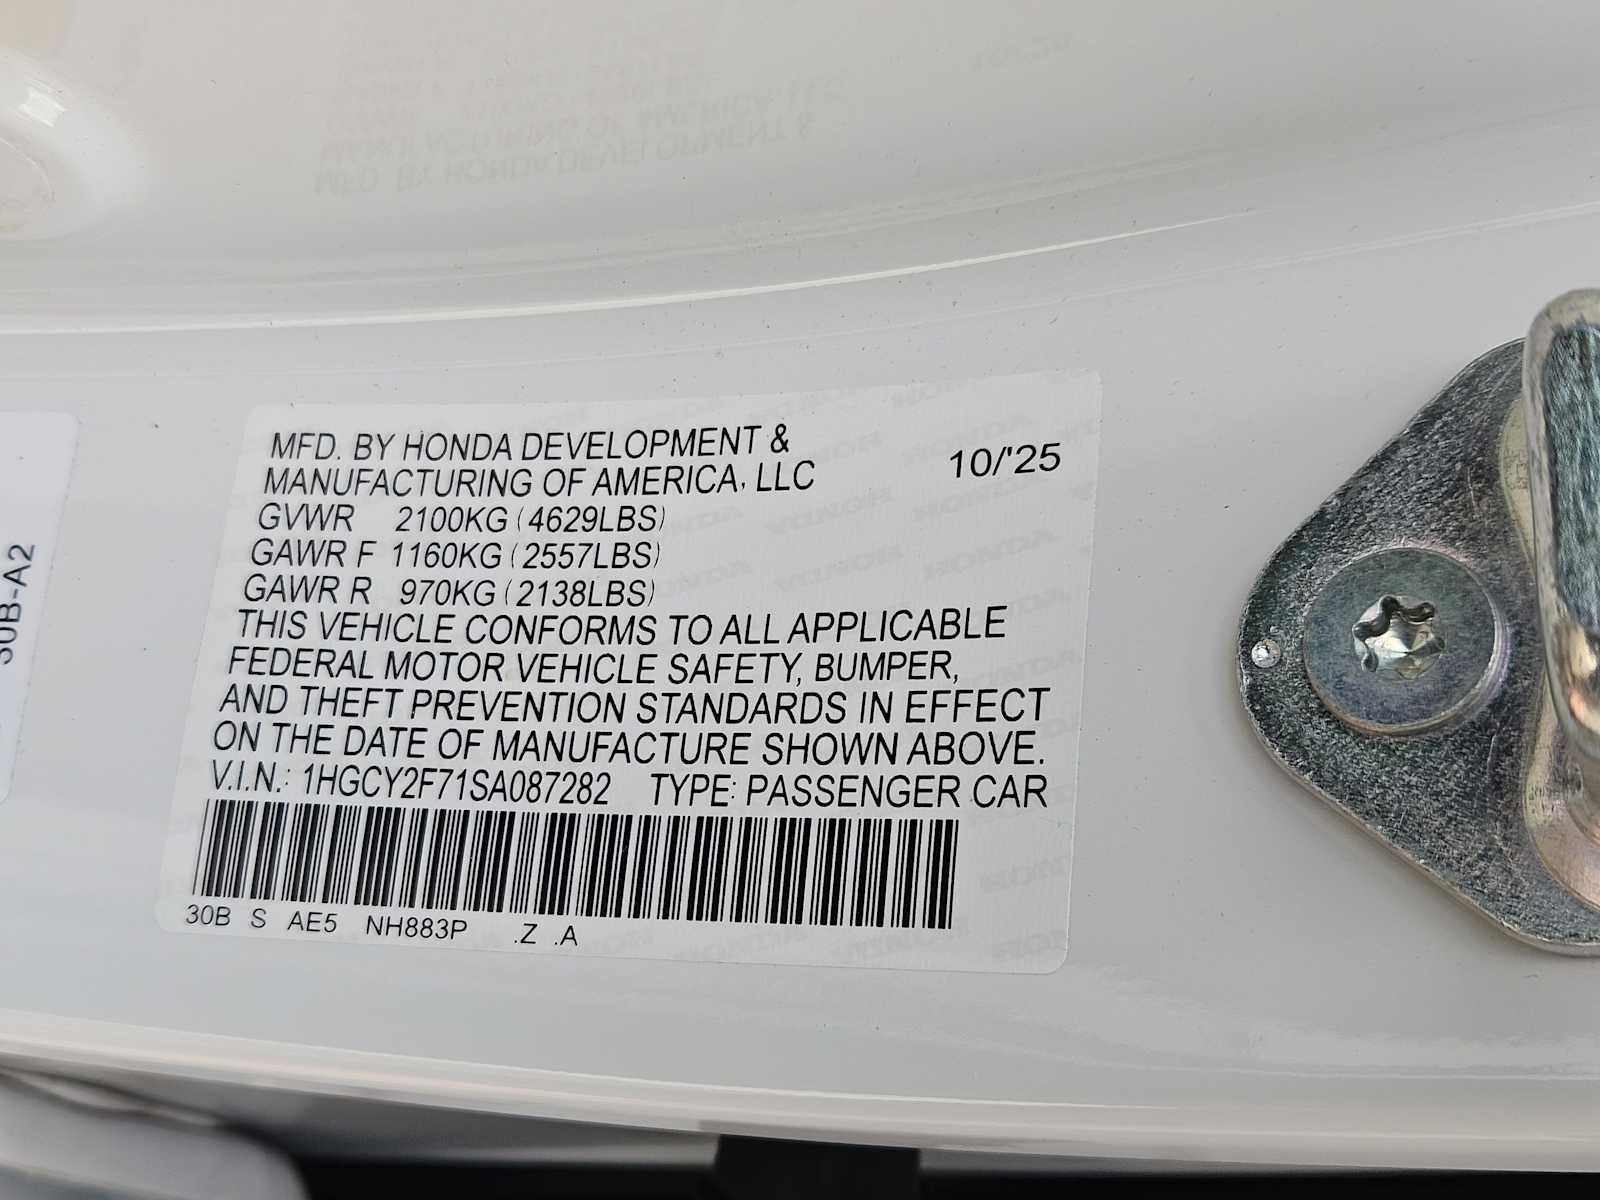 MFD. BY HONDA DEVELOPMENT &
MANUFACTURING OF AMERICA, LLC 10/'25
GVWR 2100KG (4629LBS)
GAWR F 1160KG (2557LBS)
GAWR R 970KG (2138LBS)
THIS VEHICLE CONFORMS TO ALL APPLICABLE
FEDERAL MOTOR VEHICLE SAFETY, BUMPER,
AND THEFT PREVENTION STANDARDS IN EFFECT
ON THE DATE OF MANUFACTURE SHOWN ABOVE.
V.I.N.: 1HGCY2F71SA087282 TYPE: PASSENGER CAR
30B S AE5 NH883P .Z .A
30B-A2